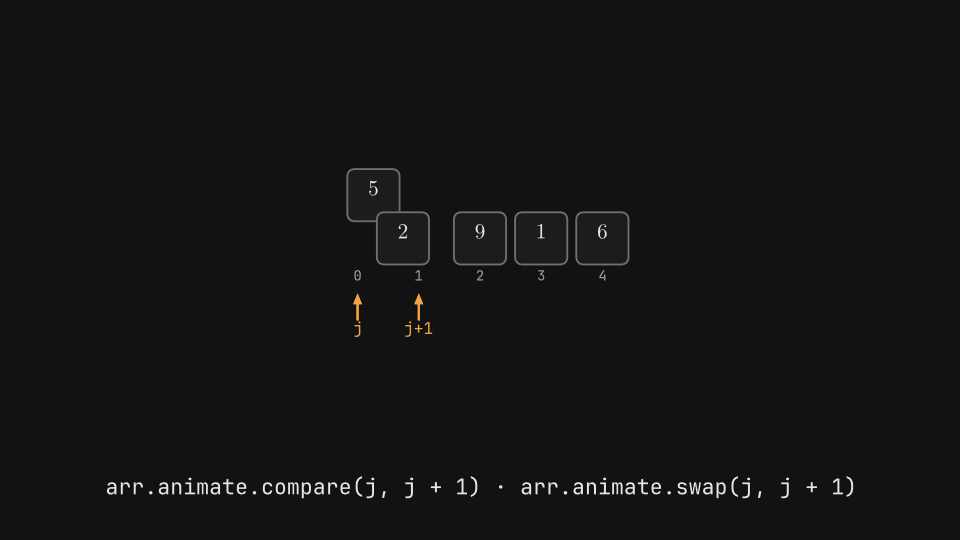 5
2 9 1 6
0 1 2 3 4
j j+1
arr.animate.compare(j, j + 1) · arr.animate.swap(j, j + 1)